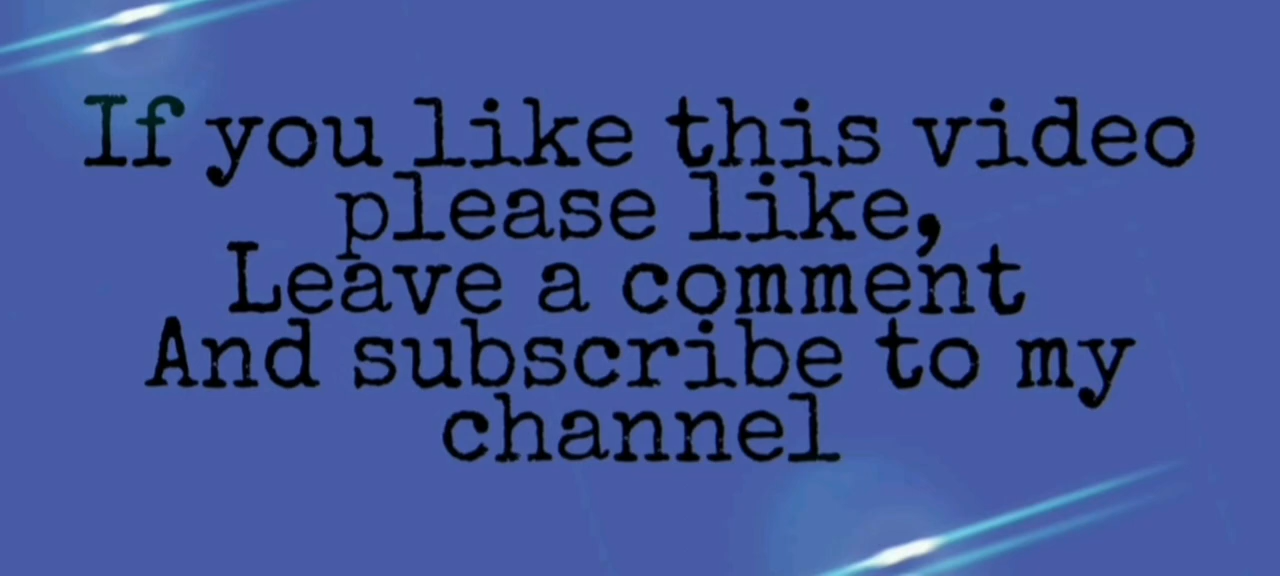 If you like this video
please like,
Leave a comment
And subscribe to my
channel